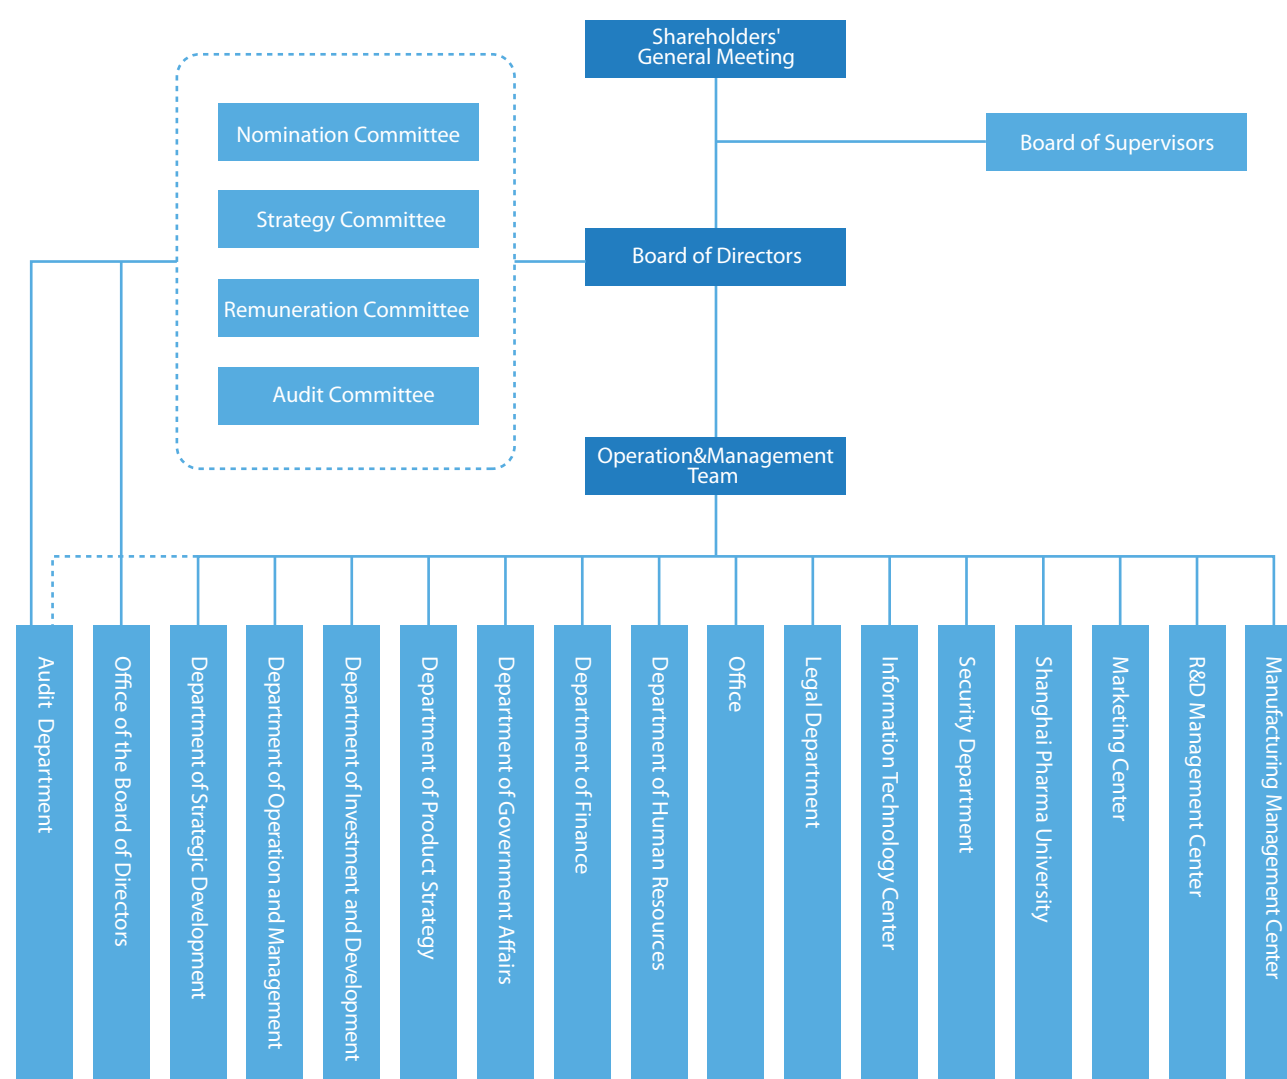 Shareholders'
General Meeting
Nomination Committee
Board of Supervisors
Strategy Committee
Board of Directors
Remuneration Committee
Audit Committee
Operation&Management
Team
Audit Department
Office of the Board of Directors
Department of Strategic Development
Department of Operation and Management
Department of Investment and Development
Department of Product Strategy
Department of Government Affairs
Department of Finance
Department of Human Resources
Office
Legal Department
Information Technology Center
Security Department
Shanghai Pharma University
Marketing Center
R&D Management Center
Manufacturing Management Center